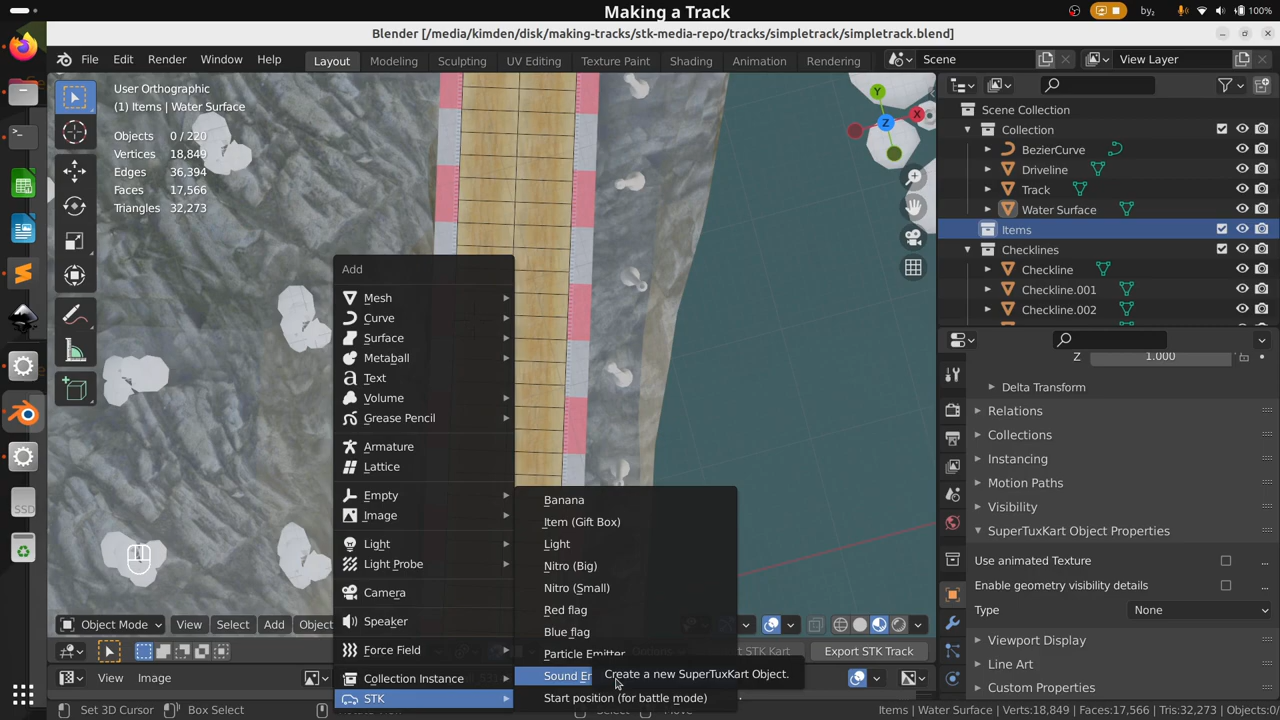 Making a Track
by₂
100%
Blender [/media/kimden/disk/making-tracks/stk-media-repo/tracks/simpletrack/simpletrack.blend]
File Edit Render Window Help
Layout Modeling Sculpting UV Editing Texture Paint Shading Animation Rendering
Scene
View Layer
User Orthographic
(1) Items | Water Surface
Objects 0 / 220
Vertices 18,849
Edges 36,394
Faces 17,566
Triangles 32,273
Y
X
Z
Scene Collection
Collection
BezierCurve
Driveline
Track
Water Surface
Items
Checklines
Checkline
Checkline.001
Checkline.002
Add
Mesh
Curve
Surface
Metaball
Text
Volume
Grease Pencil
Armature
Lattice
Empty
Image
Light
Light Probe
Camera
Speaker
Force Field
Collection Instance
STK
Banana
Item (Gift Box)
Light
Nitro (Big)
Nitro (Small)
Red flag
Blue flag
Particle Emitter
Sound Er
Start position (for battle mode)
Create a new SuperTuxKart Object.
Z 1.000
Delta Transform
Relations
Collections
Instancing
Motion Paths
Visibility
SuperTuxKart Object Properties
Use animated Texture
Enable geometry visibility details
Type None
Viewport Display
Line Art
Custom Properties
SSD
Object Mode View Select Add Object
Export STK Track
View Image
Set 3D Cursor Box Select
Items | Water Surface | Verts:18,849 | Faces:17,566 | Tris:32,273 | Objects:0/